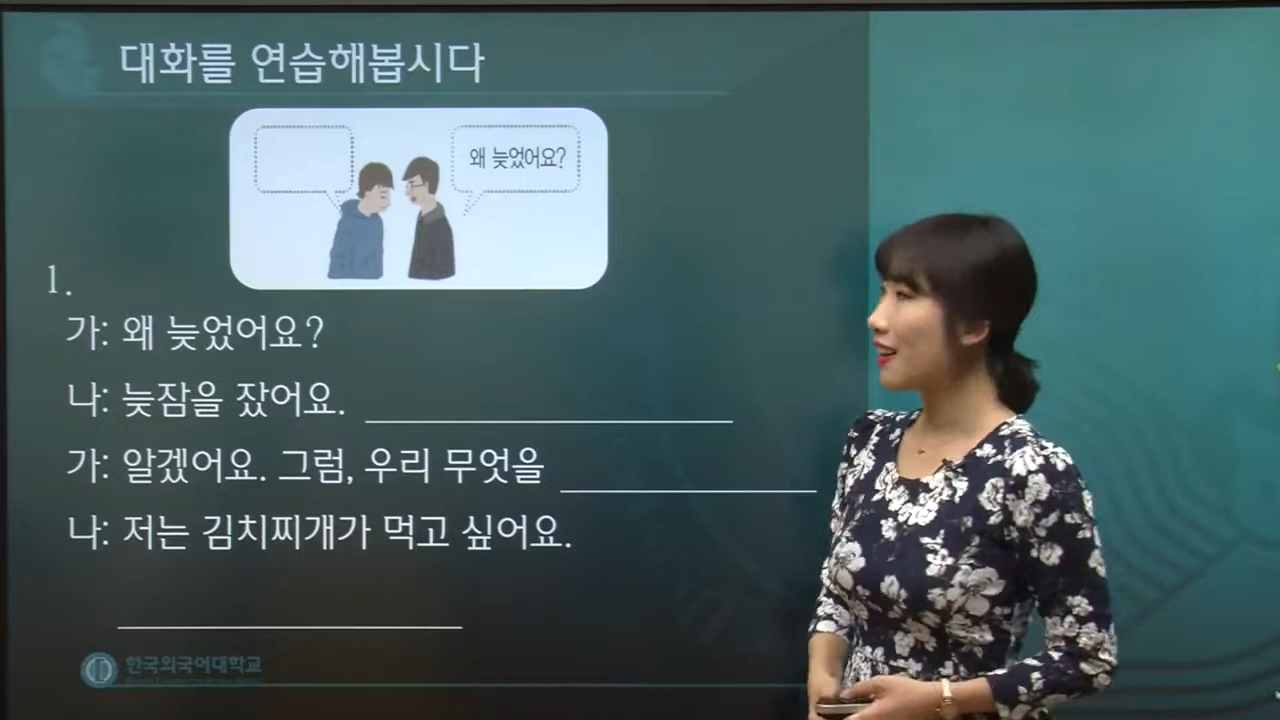 대화를 연습해봅시다
왜 늦었어요?
1.
가: 왜 늦었어요?
나: 늦잠을 잤어요.
가: 알겠어요. 그럼, 우리 무엇을
나: 저는 김치찌개가 먹고 싶어요.
한국외국어대학교